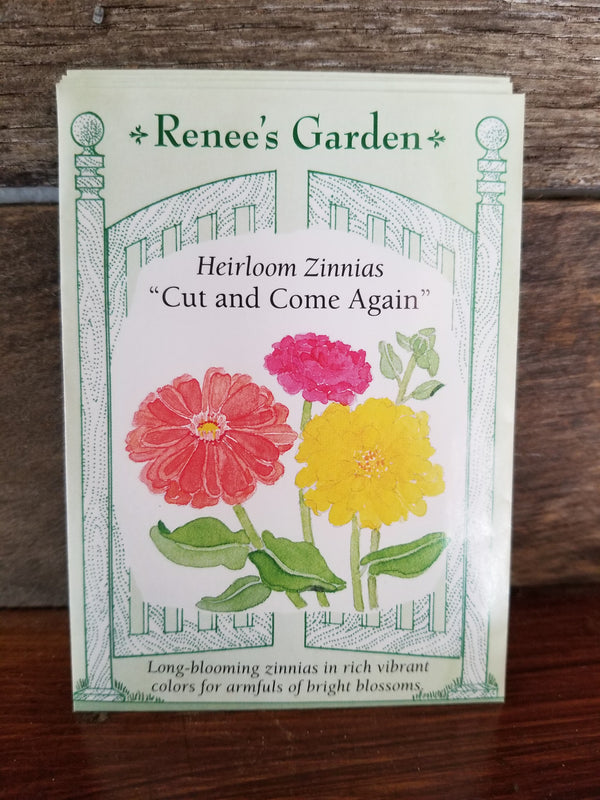 Renee's Garden
Heirloom Zinnias
“Cut and Come Again”
Long-blooming zinnias in rich vibrant
colors for armfuls of bright blossoms.